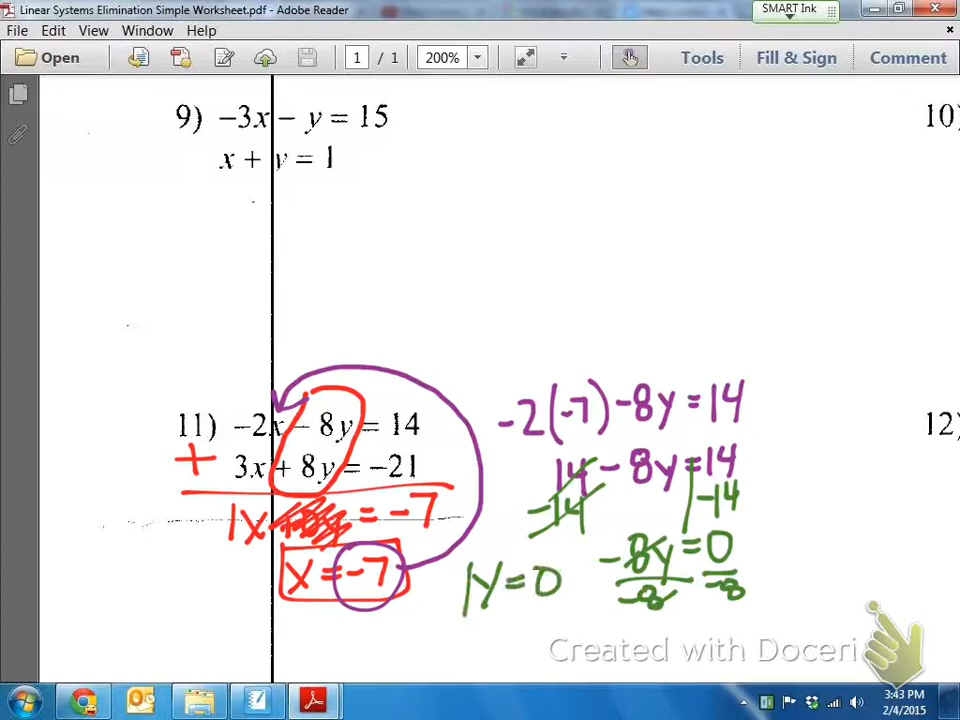 Linear Systems Elimination Simple Worksheet.pdf - Adobe Reader
SMART Ink
File Edit View Window Help
Open 1 / 1 200% Tools Fill & Sign Comment
9) −3x − y = 15
x + y = 1
10)
11) −2x − 8y = 14
+ 3x + 8y = −21
1x = -7
x = -7
12)
-2(-7) -8y = 14
14 - 8y = 14
-14 -14
-8y = 0
-8 -8
1y = 0
Created with Doceri
3:43 PM
2/4/2015